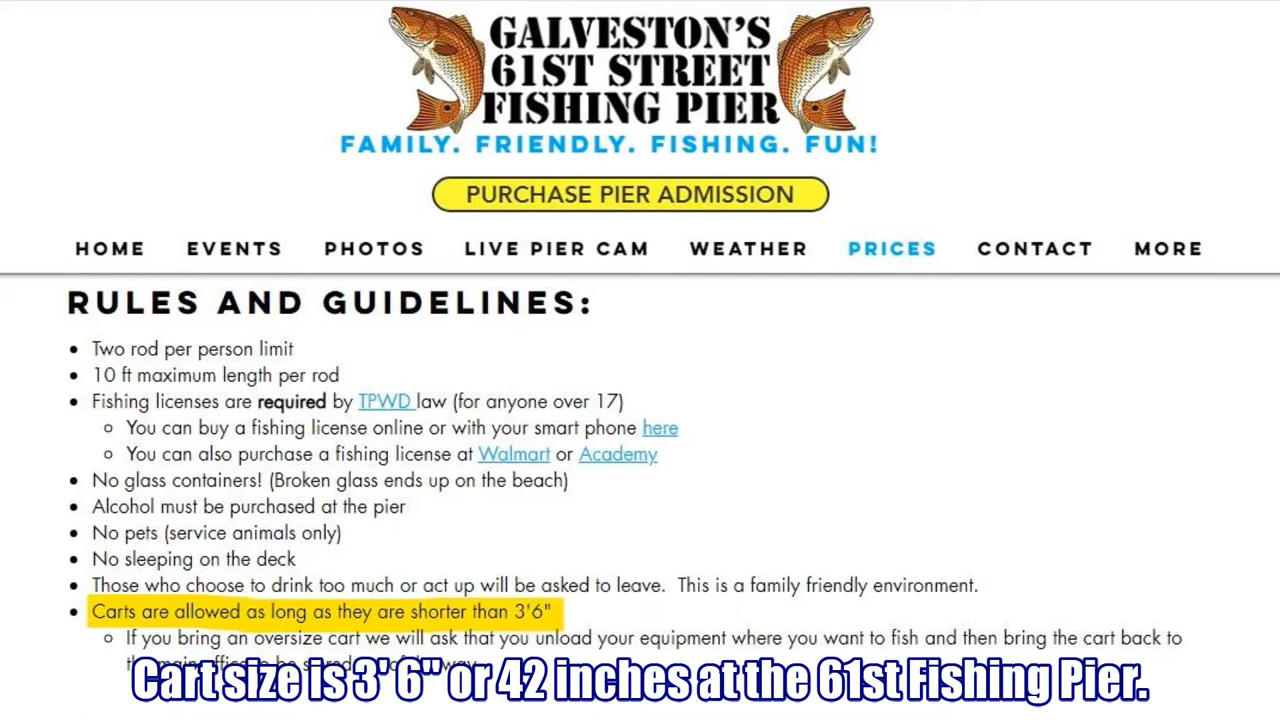 GALVESTON'S
61ST STREET
FISHING PIER
FAMILY. FRIENDLY. FISHING. FUN!
PURCHASE PIER ADMISSION
HOME EVENTS PHOTOS LIVE PIER CAM WEATHER PRICES CONTACT MORE
RULES AND GUIDELINES:
Two rod per person limit
10 ft maximum length per rod
Fishing licenses are required by TPWD law (for anyone over 17)
You can buy a fishing license online or with your smart phone here
You can also purchase a fishing license at Walmart or Academy
No glass containers! (Broken glass ends up on the beach)
Alcohol must be purchased at the pier
No pets (service animals only)
No sleeping on the deck
Those who choose to drink too much or act up will be asked to leave. This is a family friendly environment.
Carts are allowed as long as they are shorter than 3'6"
If you bring an oversize cart we will ask that you unload your equipment where you want to fish and then bring the cart back to
Cart size is 3' 6" or 42 inches at the 61st Fishing Pier.